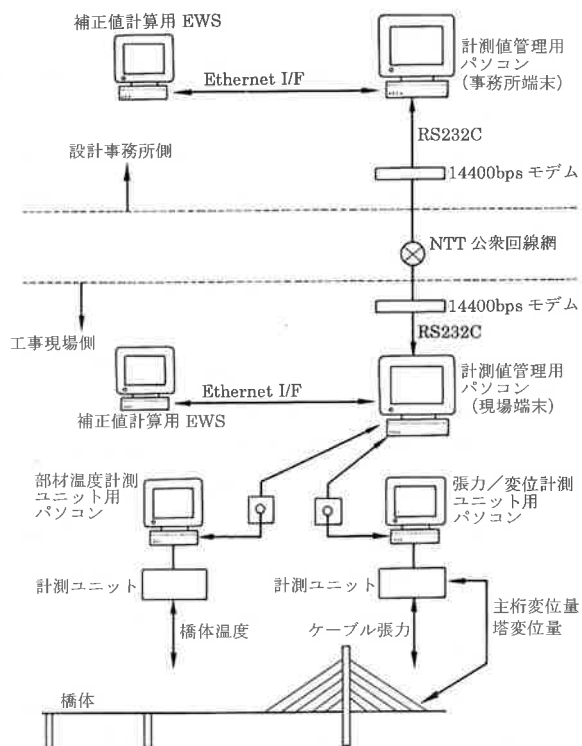 補正値計算用 EWS
計測値管理用
パソコン
(事務所端末)
Ethernet I/F
RS232C
設計事務所側
14400bps モデム
NTT 公衆回線網
14400bps モデム
RS232C
工事現場側
計測値管理用
パソコン
(現場端末)
Ethernet I/F
補正値計算用 EWS
部材温度計測
ユニット用
パソコン
張力/変位計測
ユニット用
パソコン
計測ユニット
計測ユニット
橋体温度
ケーブル張力
主桁変位量
塔変位量
橋体